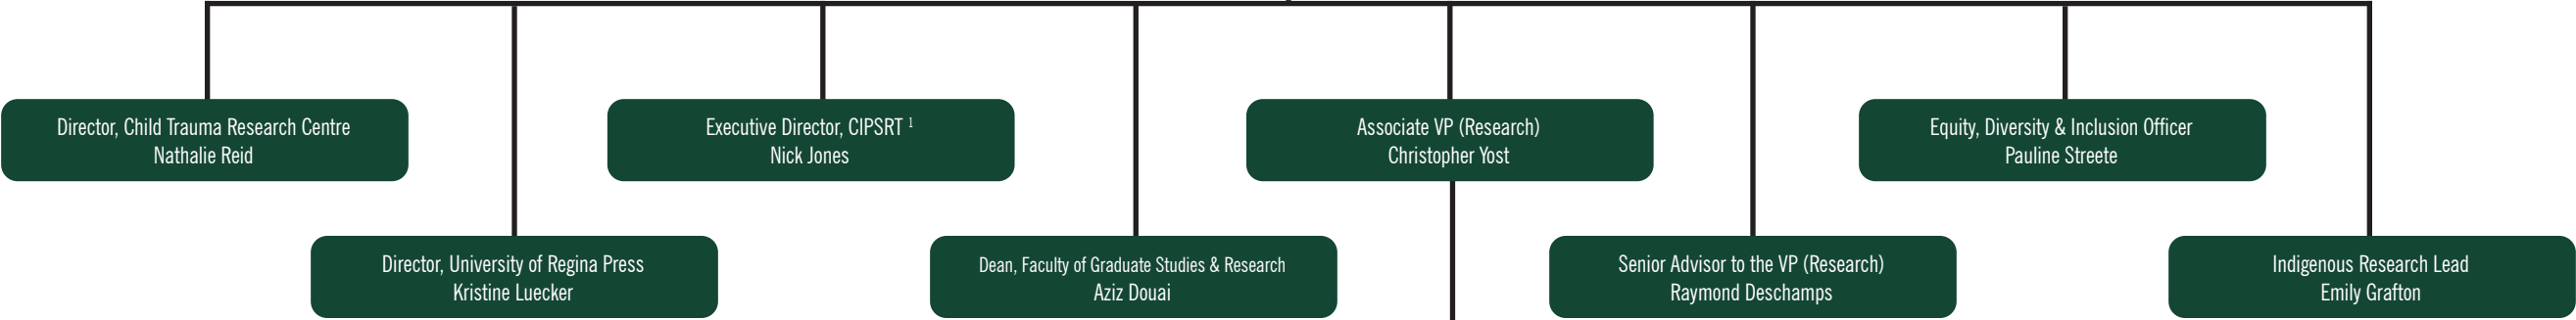 Director, Child Trauma Research Centre
Nathalie Reid
Executive Director, CIPSRT 1
Nick Jones
Associate VP (Research)
Christopher Yost
Equity, Diversity & Inclusion Officer
Pauline Streete
Director, University of Regina Press
Kristine Luecker
Dean, Faculty of Graduate Studies & Research
Aziz Douai
Senior Advisor to the VP (Research)
Raymond Deschamps
Indigenous Research Lead
Emily Grafton